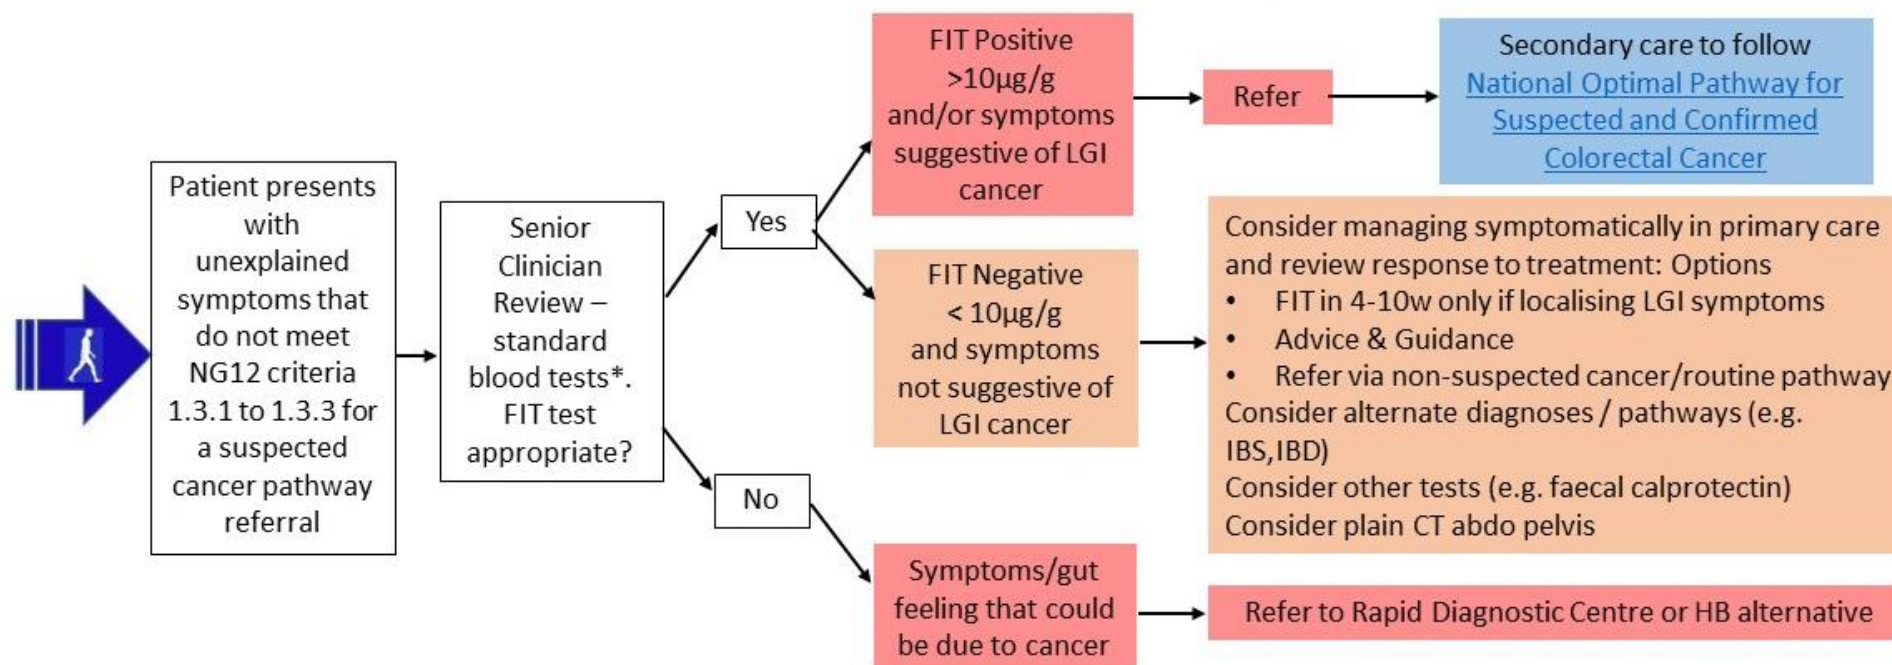 Patient presents
with
unexplained
symptoms that
do not meet
NG12 criteria
1.3.1 to 1.3.3 for
a suspected
cancer pathway
referral
Senior
Clinician
Review –
standard
blood tests*.
FIT test
appropriate?
Yes
No
FIT Positive
>10µg/g
and/or symptoms
suggestive of LGI
cancer
Refer
Secondary care to follow
National Optimal Pathway for
Suspected and Confirmed
Colorectal Cancer
FIT Negative
< 10µg/g
and symptoms
not suggestive of
LGI cancer
Consider managing symptomatically in primary care
and review response to treatment: Options
• FIT in 4-10w only if localising LGI symptoms
• Advice & Guidance
• Refer via non-suspected cancer/routine pathway
Consider alternate diagnoses / pathways (e.g.
IBS,IBD)
Consider other tests (e.g. faecal calprotectin)
Consider plain CT abdo pelvis
Symptoms/gut
feeling that could
be due to cancer
Refer to Rapid Diagnostic Centre or HB alternative